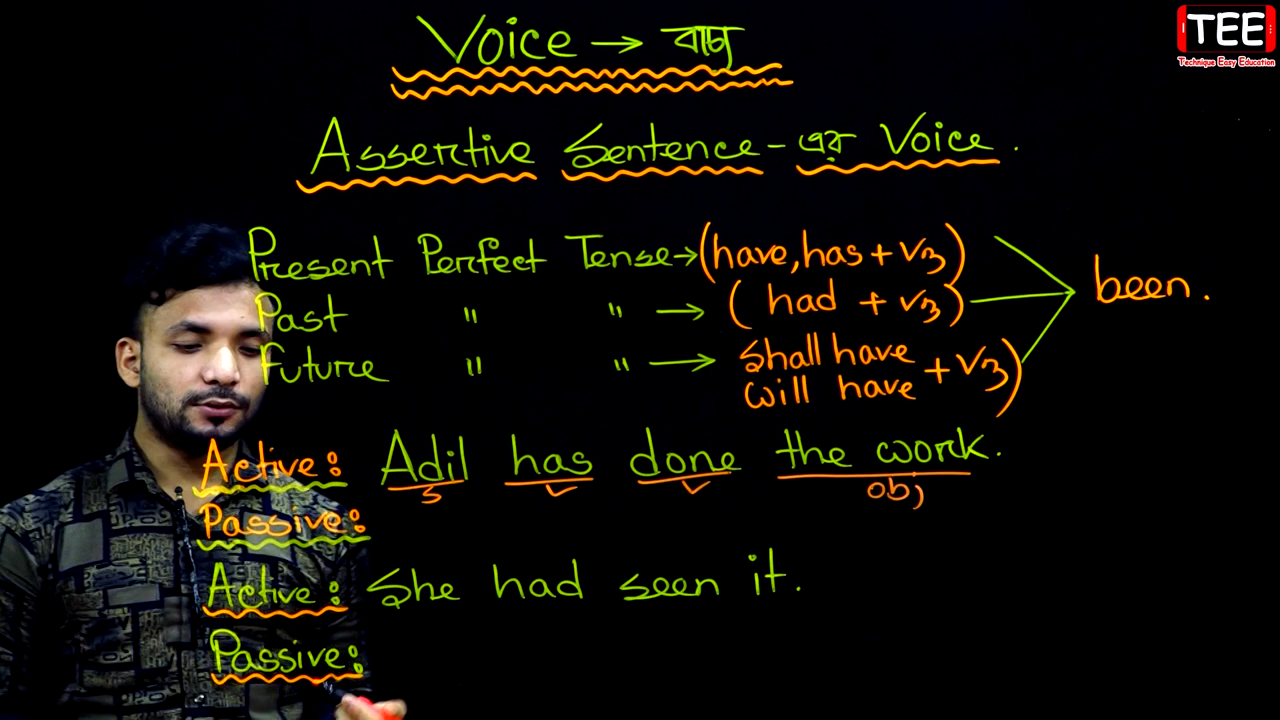 TEE
Technique Easy Education
Voice → বাচ্য
Assertive Sentence - এর Voice.
Present Perfect Tense → (have, has + V3)
Past " " → (had + V3)
Future " " → shall have
will have + V3)
been.
Active: Adil has done the work.
S V V obj
Passive:
Active: She had seen it.
Passive: